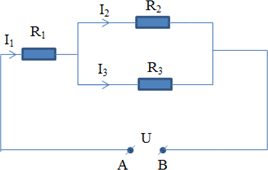 I₂ R₂
I₁ R₁
I₃ R₃
U
A B